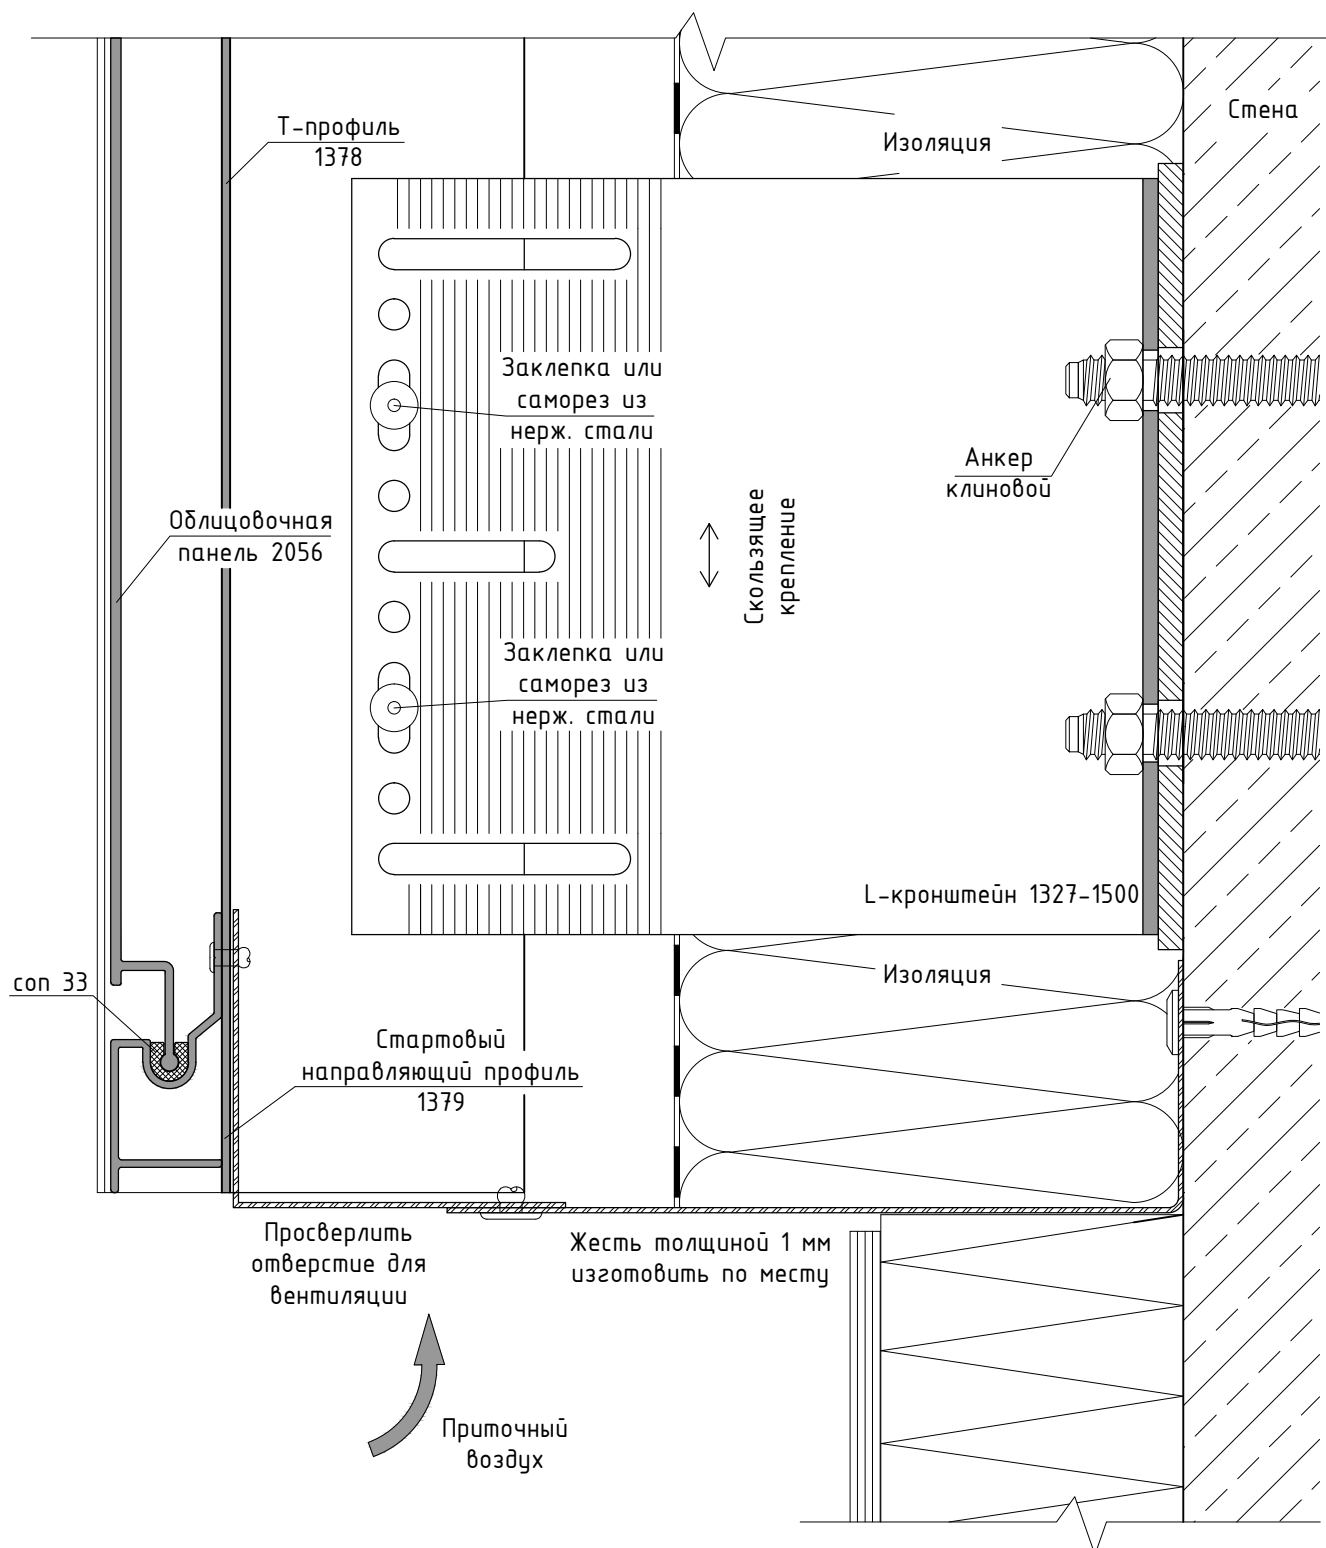 Стена
Т-профиль
1378
Изоляция
Заклепка или
саморез из
нерж. стали
Анкер
клиновой
Облицовочная
панель 2056
Скользящее
крепление
Заклепка или
саморез из
нерж. стали
L-кронштейн 1327-1500
Изоляция
соп 33
Стартовый
направляющий профиль
1379
Просверлить
отверстие для
вентиляции
Жесть толщиной 1 мм
изготовить по месту
Приточный
воздух